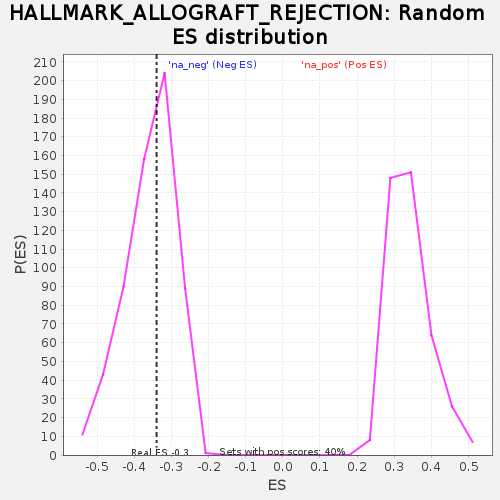 HALLMARK_ALLOGRAFT_REJECTION: Random
ES distribution
'na_neg' (Neg ES)
'na_pos' (Pos ES)
210
200
190
180
170
160
150
140
130
120
110
100
90
80
70
60
50
40
30
20
10
0
P(ES)
Real ES -0.3
Sets with pos scores: 40%
-0.5 -0.4 -0.3 -0.2 -0.1 0.0 0.1 0.2 0.3 0.4 0.5
ES